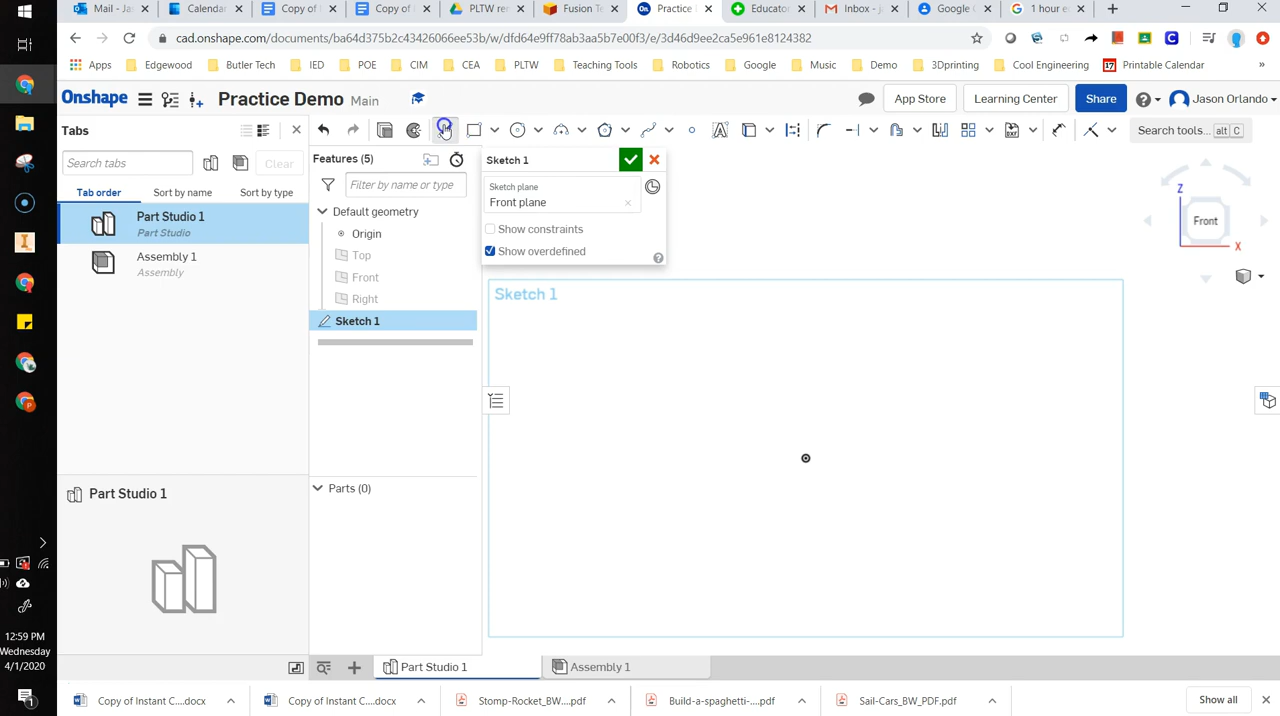 Mail - Ja
Calendar
Copy of I
Copy of I
PLTW rem
Fusion Te
Practice
Educator
Inbox - ja
Google C
1 hour e
cad.onshape.com/documents/ba64d375b2c43426066ee53b/w/dfd64e9ff78ab3aa5b7e00f3/e/3d46d9ee2ca5e961e8124382
Apps
Edgewood
Butler Tech
IED
POE
CIM
CEA
PLTW
Teaching Tools
Robotics
Google
Music
Demo
3Dprinting
Cool Engineering
17
Printable Calendar
»
Onshape
Practice Demo
Main
App Store
Learning Center
Share
Jason Orlando
Tabs
Search tools...
alt C
Search tabs
Clear
Tab order
Sort by name
Sort by type
Part Studio 1
Part Studio
Assembly 1
Assembly
Features (5)
Filter by name or type
Default geometry
Origin
Top
Front
Right
Sketch 1
Parts (0)
Sketch 1
Sketch plane
Front plane
Show constraints
Show overdefined
Sketch 1
Z
Front
X
Part Studio 1
Part Studio 1
Assembly 1
12:59 PM
Wednesday
4/1/2020
1
Copy of Instant C....docx
Copy of Instant C....docx
Stomp-Rocket_BW....pdf
Build-a-spaghetti-....pdf
Sail-Cars_BW_PDF.pdf
Show all